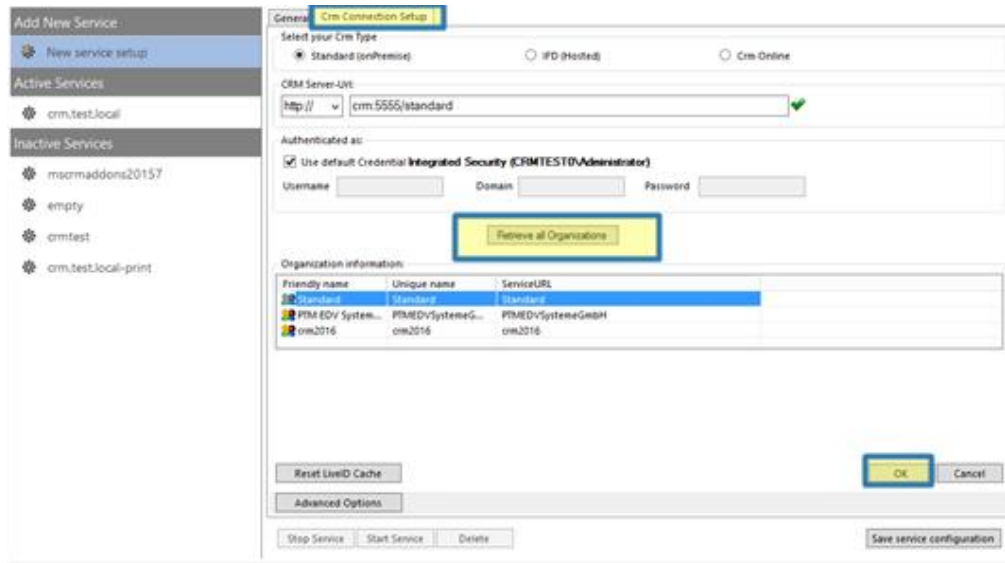 Add New Service
New service setup
Active Services
crm.test.local
Inactive Services
mscrmaddons20157
empty
crmtest
crm.test.local-print
General
Crm Connection Setup
Select your Crm Type
Standard (onPremise)
IFD (Hosted)
Crm Online
CRM Server-Url:
http://
crm:5555/standard
Authenticated as:
Use default Credential Integrated Security (CRMTEST0\Administrator)
Username
Domain
Password
Retrieve all Organizations
Organization information:
Friendly name Unique name ServiceURL
Standard Standard Standard
PTM EDV System... PTMEDVSystemeG... PTMEDVSystemeGmbH
crm2016 crm2016 crm2016
Reset LiveID Cache
OK
Cancel
Advanced Options
Stop Service
Start Service
Delete
Save service configuration